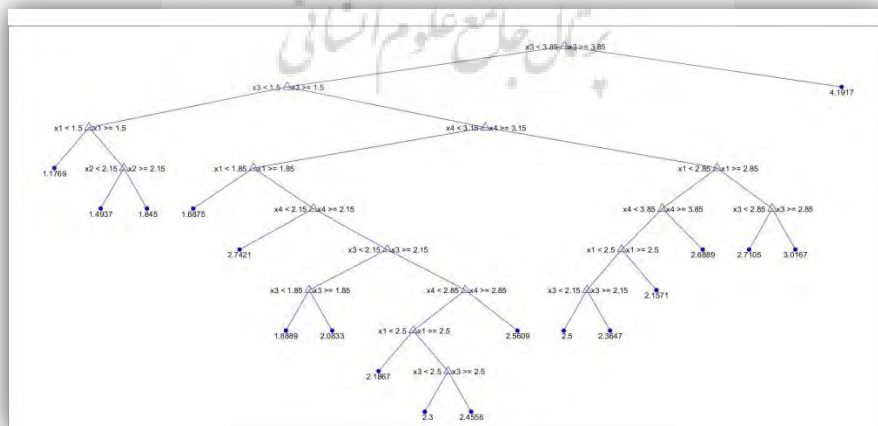 پرتال جامع علوم انسانی
x3 < 3.85 x3 >= 3.85
x3 < 1.5 x3 >= 1.5
4.1917
x1 < 1.5 x1 >= 1.5
x4 < 3.15 x4 >= 3.15
1.1769
x2 < 2.15 x2 >= 2.15
x1 < 1.85 x1 >= 1.85
x1 < 2.85 x1 >= 2.85
1.4937
1.845
1.6875
x4 < 2.15 x4 >= 2.15
x4 < 3.85 x4 >= 3.85
x3 < 2.85 x3 >= 2.85
2.7421
x3 < 2.15 x3 >= 2.15
x1 < 2.5 x1 >= 2.5
2.6889
2.7105
3.0167
x3 < 1.85 x3 >= 1.85
x4 < 2.85 x4 >= 2.85
x3 < 2.15 x3 >= 2.15
2.1571
1.8889
2.0833
x1 < 2.5 x1 >= 2.5
2.5609
2.5
2.3647
2.1867
x3 < 2.5 x3 >= 2.5
2.3
2.4556